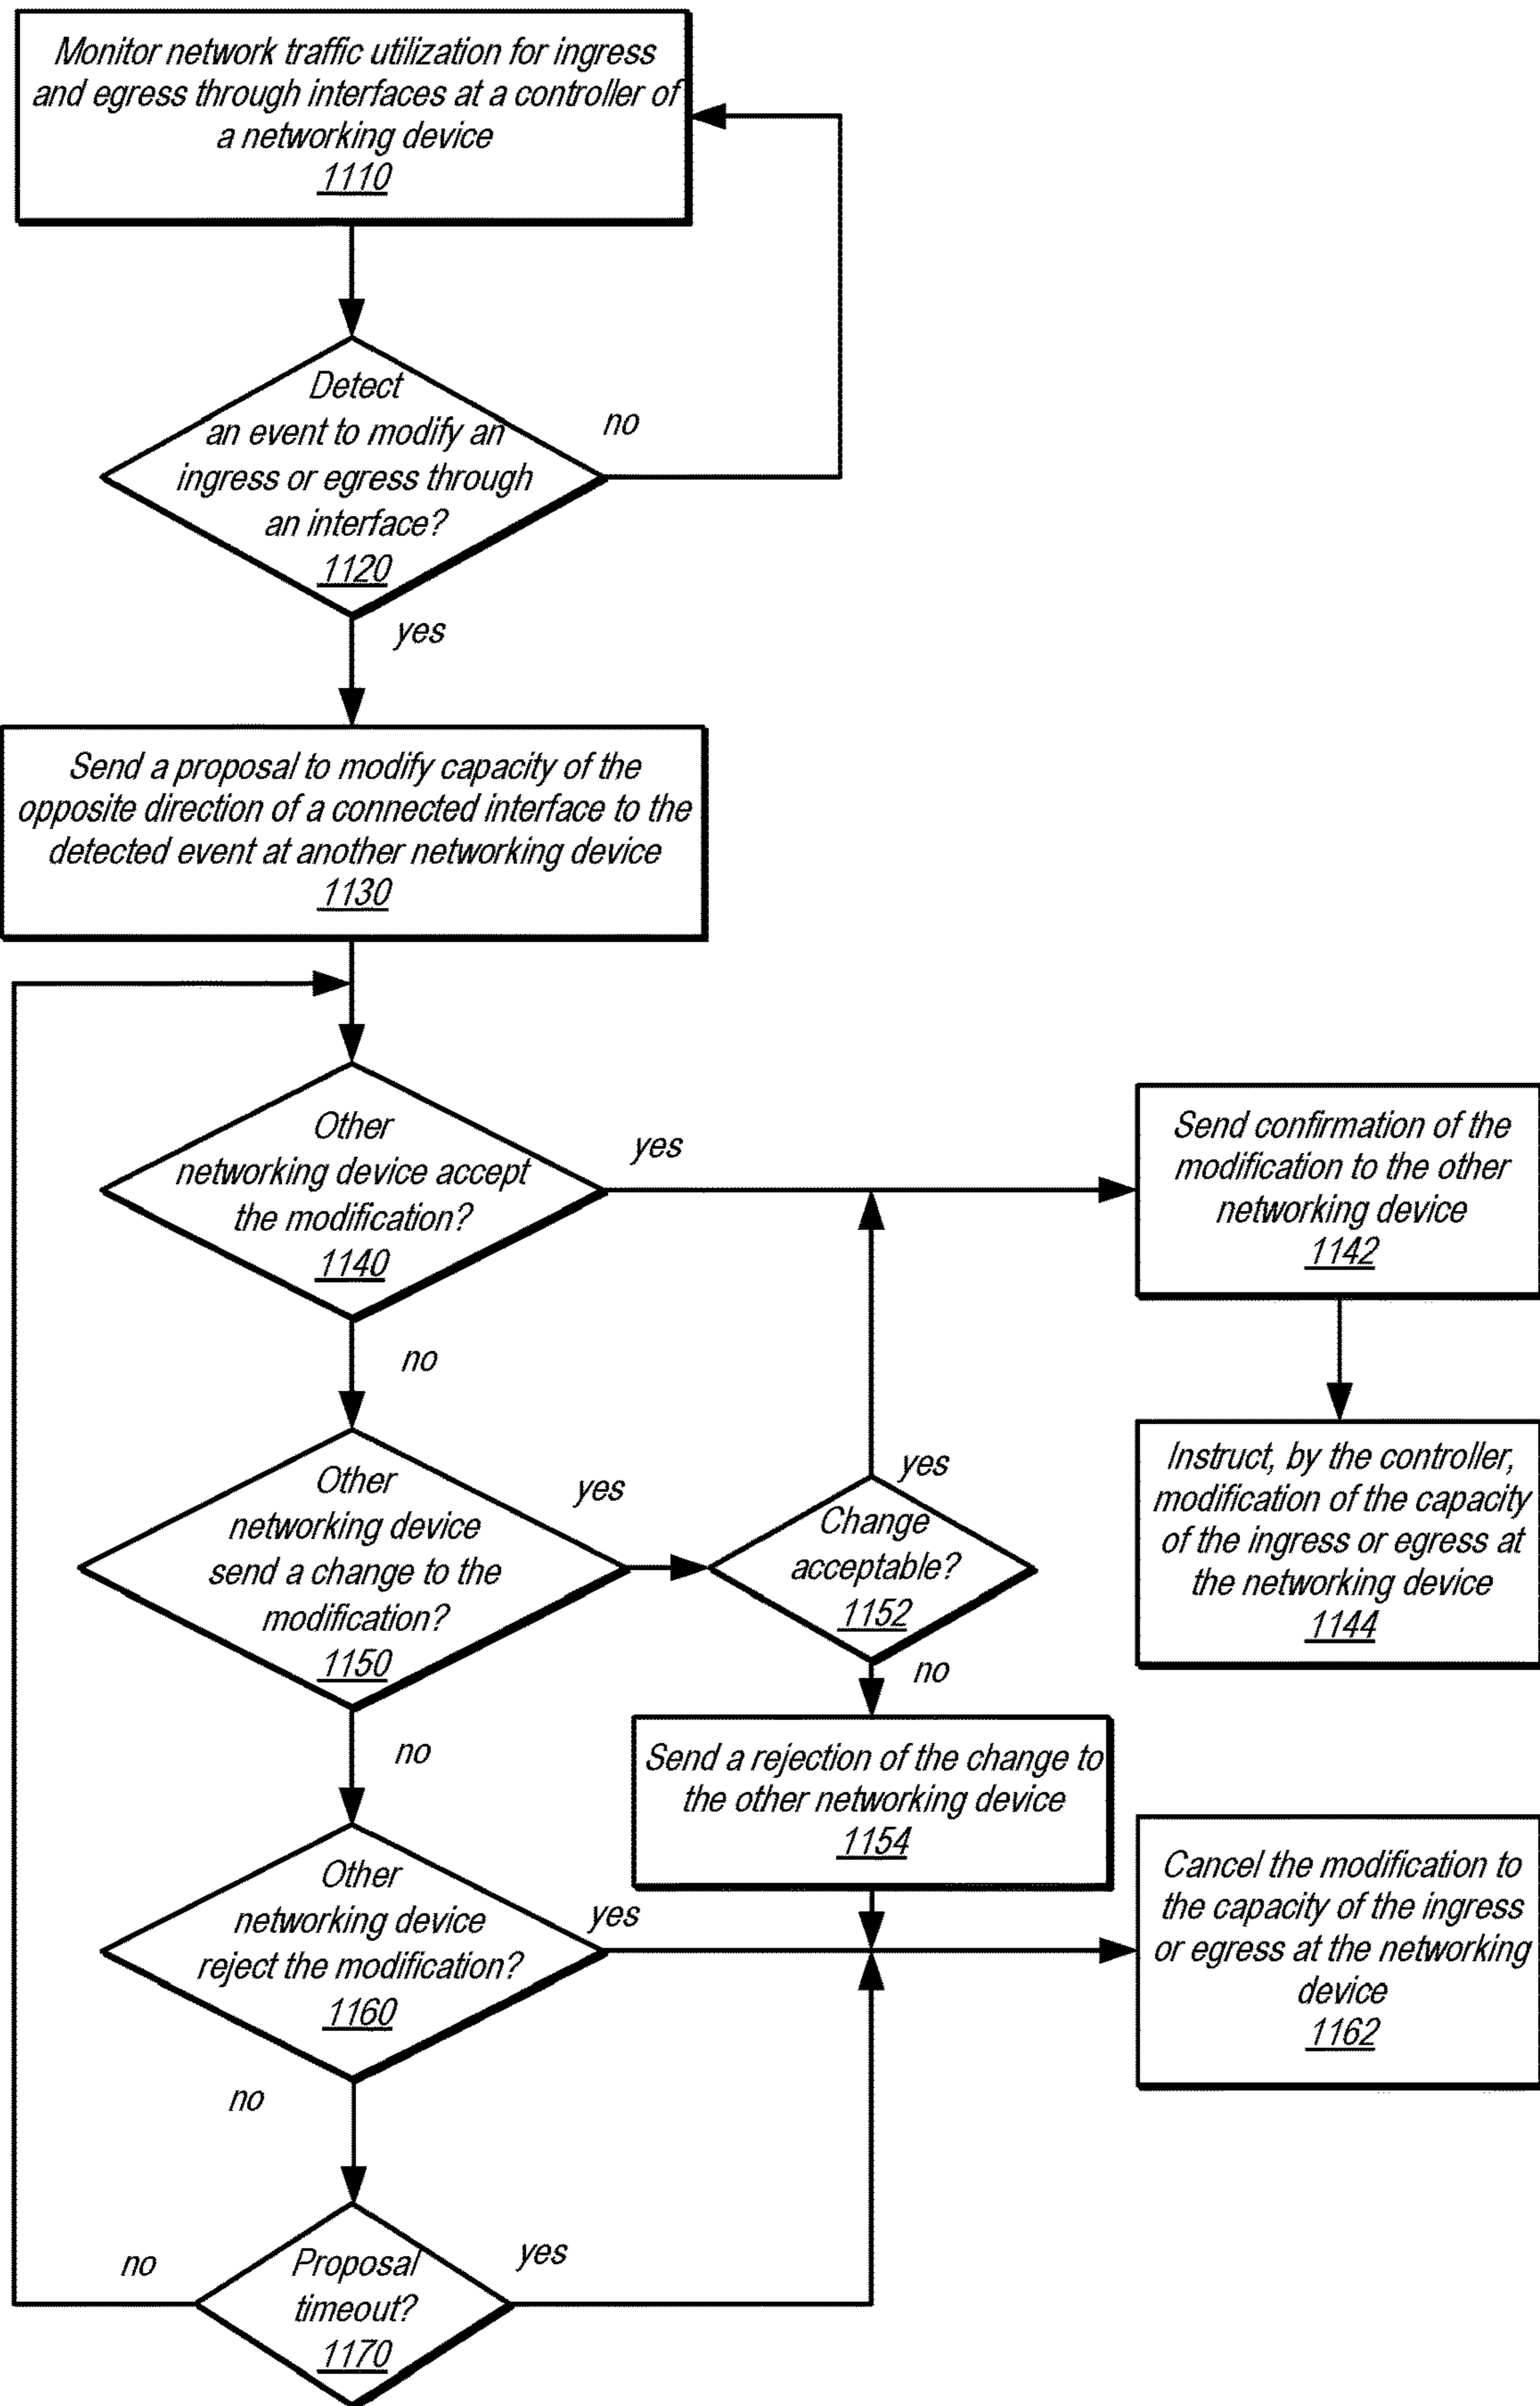 Monitor network traffic utilization for ingress
and egress through interfaces at a controller of
a networking device
1110
Detect
an event to modify an
ingress or egress through
an interface?
1120
no
yes
Send a proposal to modify capacity of the
opposite direction of a connected interface to the
detected event at another networking device
1130
Other
networking device accept
the modification?
1140
yes
no
Send confirmation of the
modification to the other
networking device
1142
Instruct, by the controller,
modification of the capacity
of the ingress or egress at
the networking device
1144
Other
networking device
send a change to the
modification?
1150
yes
no
Change
acceptable?
1152
yes
no
Send a rejection of the change to
the other networking device
1154
Other
networking device
reject the modification?
1160
yes
no
Cancel the modification to
the capacity of the ingress
or egress at the networking
device
1162
Proposal
timeout?
1170
no
yes